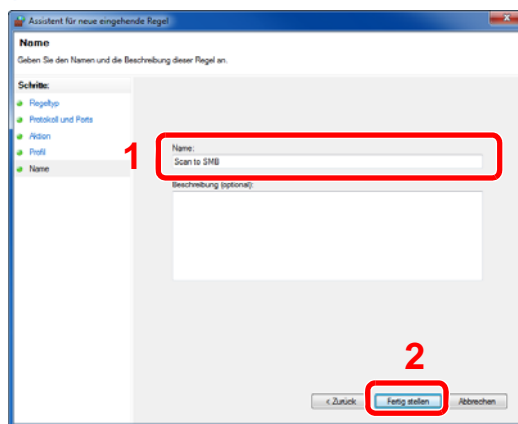 Assistent für neue eingehende Regel
Name
Geben Sie den Namen und die Beschreibung dieser Regel an.
Schritte:
Regeltyp
Protokoll und Ports
Aktion
Profil
Name
1
Name:
Scan to SMB
Beschreibung (optional):
2
< Zurück
Fertig stellen
Abbrechen